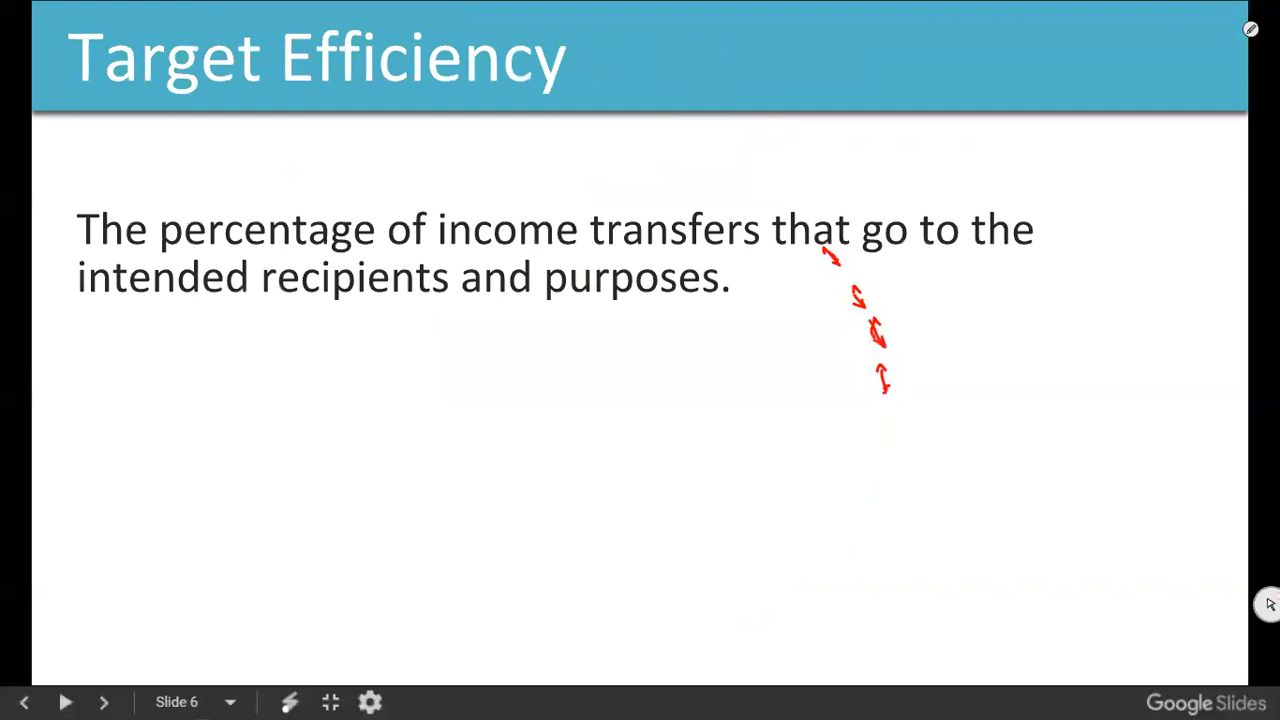 Target Efficiency
The percentage of income transfers that go to the
intended recipients and purposes.
Slide 6
Google Slides